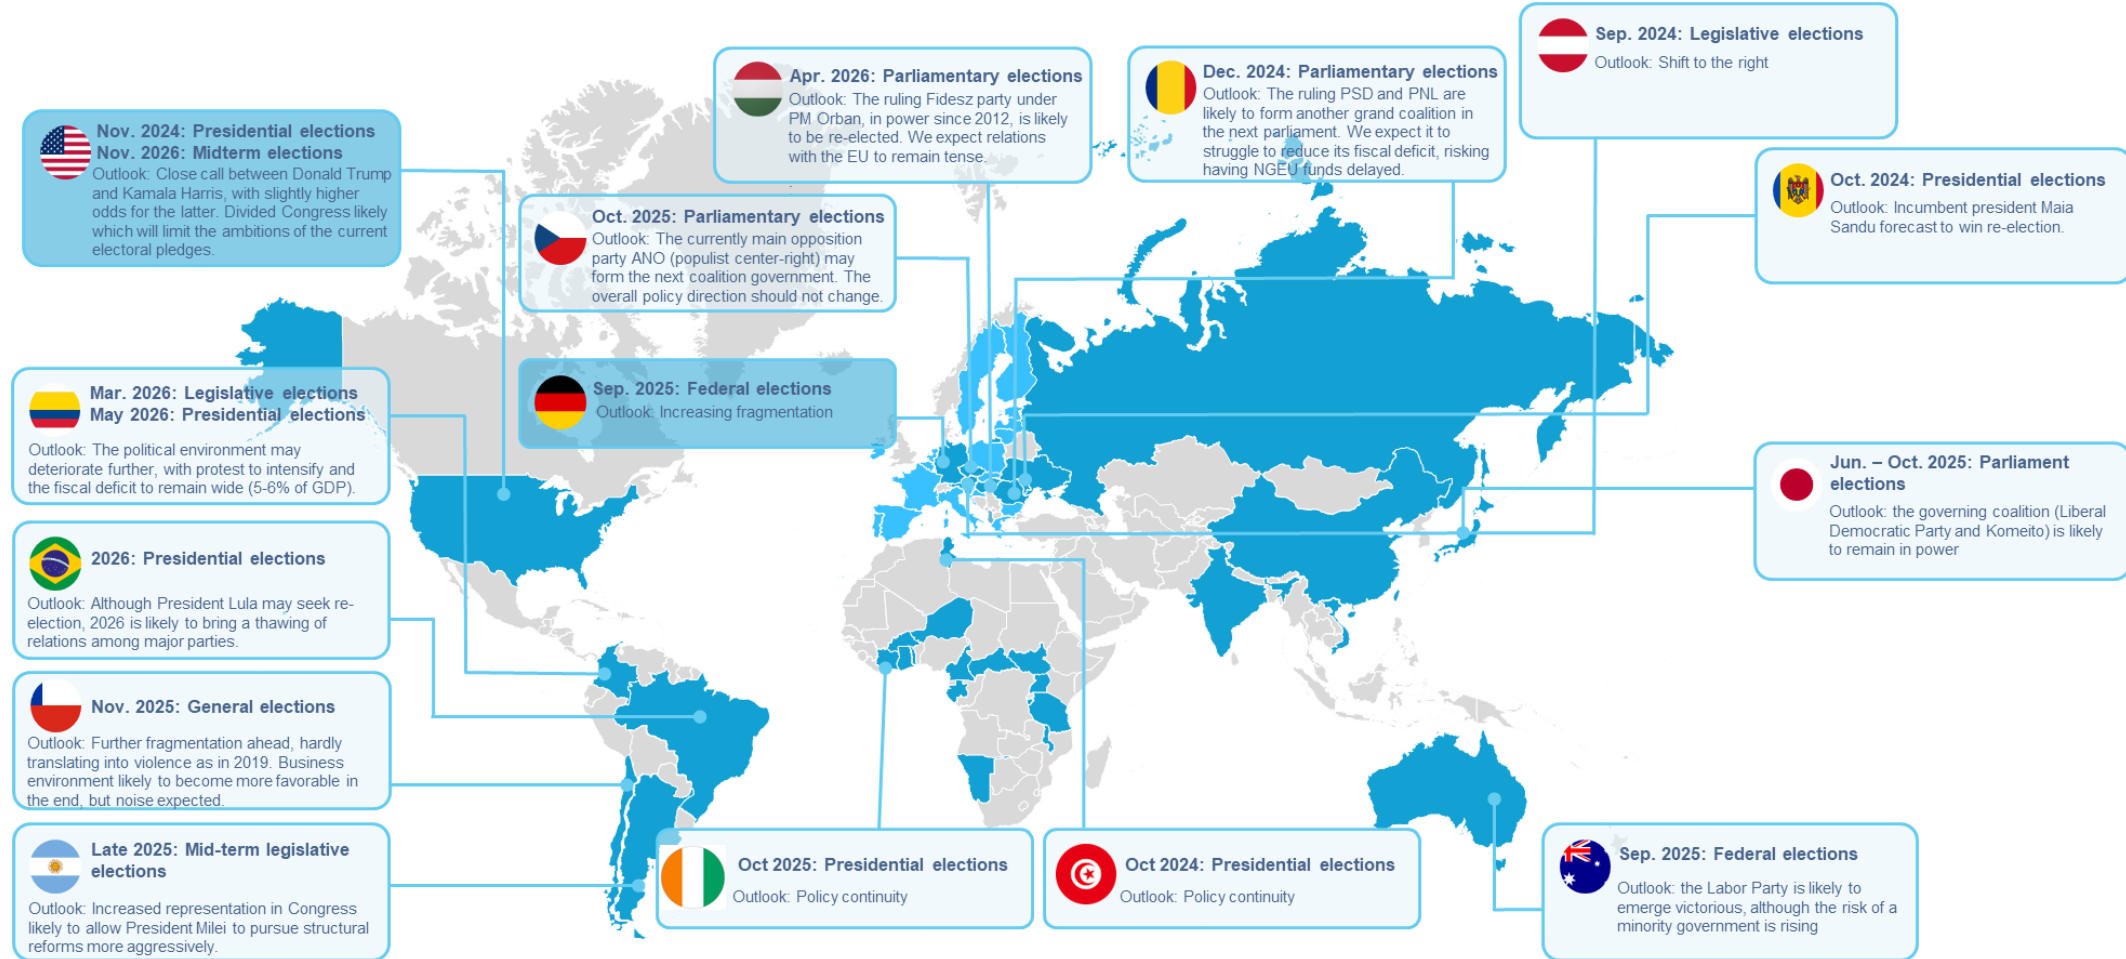 Sep. 2024: Legislative elections
Outlook: Shift to the right
Apr. 2026: Parliamentary elections
Outlook: The ruling Fidesz party under
PM Orban, in power since 2012, is likely
to be re-elected. We expect relations
with the EU to remain tense.
Dec. 2024: Parliamentary elections
Outlook: The ruling PSD and PNL are
likely to form another grand coalition in
the next parliament. We expect it to
struggle to reduce its fiscal deficit, risking
having NGEU funds delayed.
Nov. 2024: Presidential elections
Nov. 2026: Midterm elections
Outlook: Close call between Donald Trump
and Kamala Harris, with slightly higher
odds for the latter. Divided Congress likely
which will limit the ambitions of the current
electoral pledges.
Oct. 2024: Presidential elections
Outlook: Incumbent president Maia
Sandu forecast to win re-election.
Oct. 2025: Parliamentary elections
Outlook: The currently main opposition
party ANO (populist center-right) may
form the next coalition government. The
overall policy direction should not change.
Sep. 2025: Federal elections
Outlook: Increasing fragmentation
Mar. 2026: Legislative elections
May 2026: Presidential elections
Outlook: The political environment may
deteriorate further, with protest to intensify and
the fiscal deficit to remain wide (5-6% of GDP).
Jun. – Oct. 2025: Parliament
elections
Outlook: the governing coalition (Liberal
Democratic Party and Komeito) is likely
to remain in power
2026: Presidential elections
Outlook: Although President Lula may seek re-
election, 2026 is likely to bring a thawing of
relations among major parties.
Nov. 2025: General elections
Outlook: Further fragmentation ahead, hardly
translating into violence as in 2019. Business
environment likely to become more favorable in
the end, but noise expected.
Late 2025: Mid-term legislative
elections
Outlook: Increased representation in Congress
likely to allow President Milei to pursue structural
reforms more aggressively.
Oct 2025: Presidential elections
Outlook: Policy continuity
Oct 2024: Presidential elections
Outlook: Policy continuity
Sep. 2025: Federal elections
Outlook: the Labor Party is likely to
emerge victorious, although the risk of a
minority government is rising